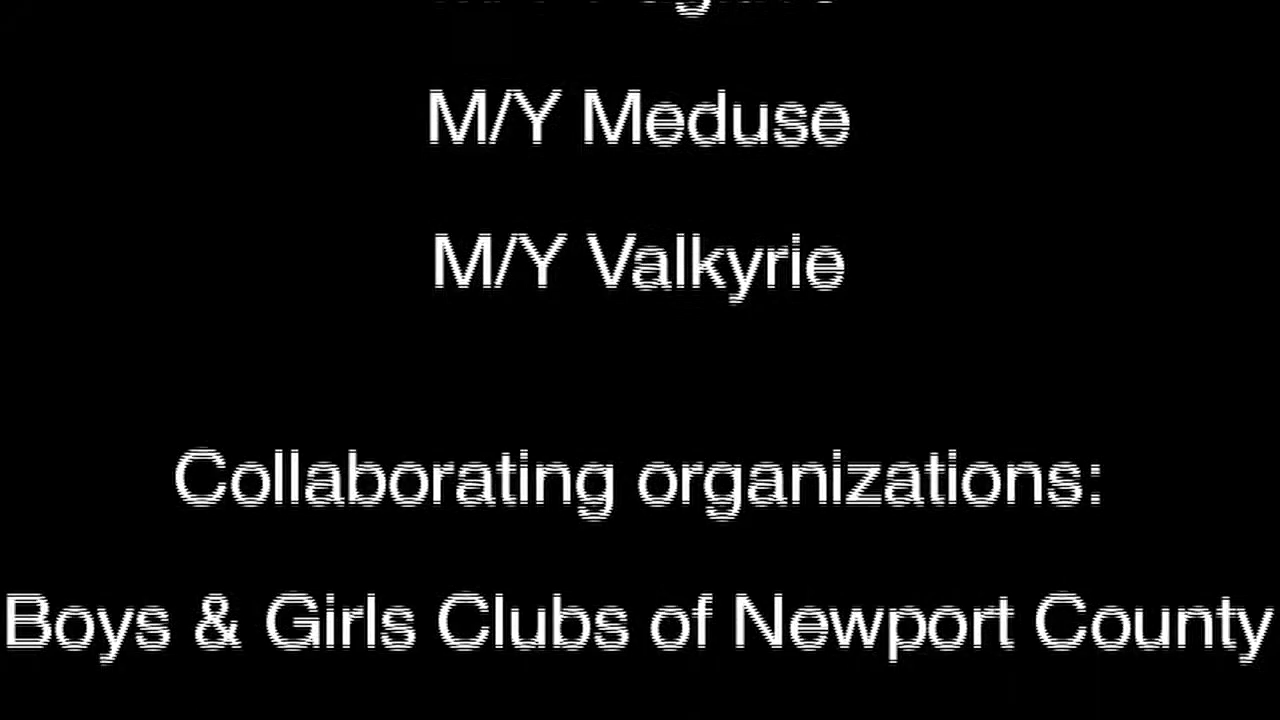 M/Y Meduse
M/Y Valkyrie
Collaborating organizations:
Boys & Girls Clubs of Newport County